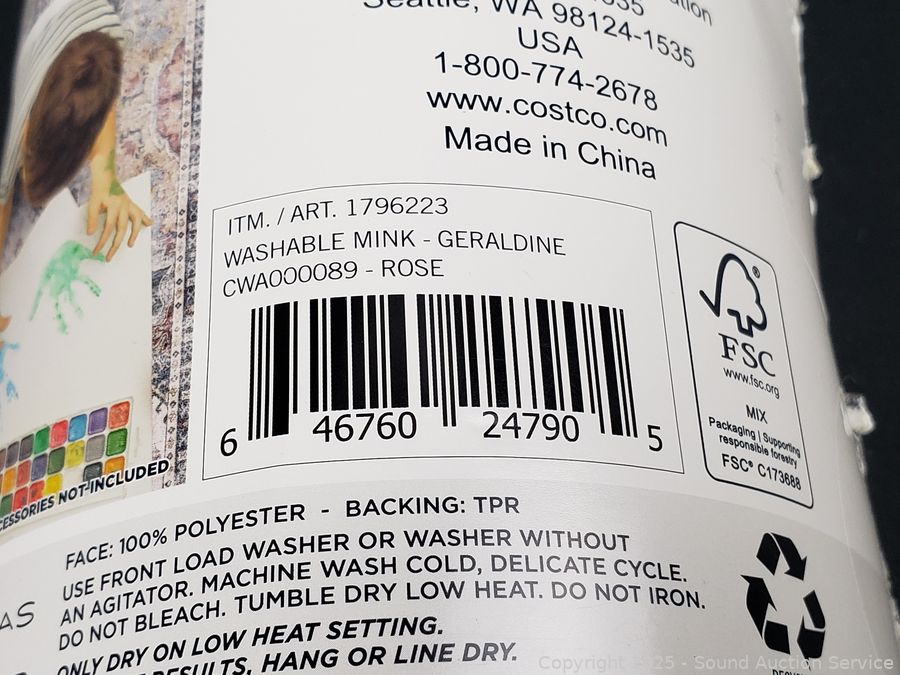 Seattle, WA 98124-1535
USA
1-800-774-2678
www.costco.com
Made in China
ITM. / ART. 1796223
WASHABLE MINK - GERALDINE
CWA000089 - ROSE
6 46760 24790 5
FSC
®
www.fsc.org
MIX
Packaging | Supporting
responsible forestry
FSC® C173688
CESSORIES NOT INCLUDED
FACE: 100% POLYESTER - BACKING: TPR
USE FRONT LOAD WASHER OR WASHER WITHOUT
AN AGITATOR. MACHINE WASH COLD, DELICATE CYCLE.
DO NOT BLEACH. TUMBLE DRY LOW HEAT. DO NOT IRON.
ONLY DRY ON LOW HEAT SETTING.
RESULTS, HANG OR LINE DRY.
AS
Copyright 2025 - Sound Auction Service